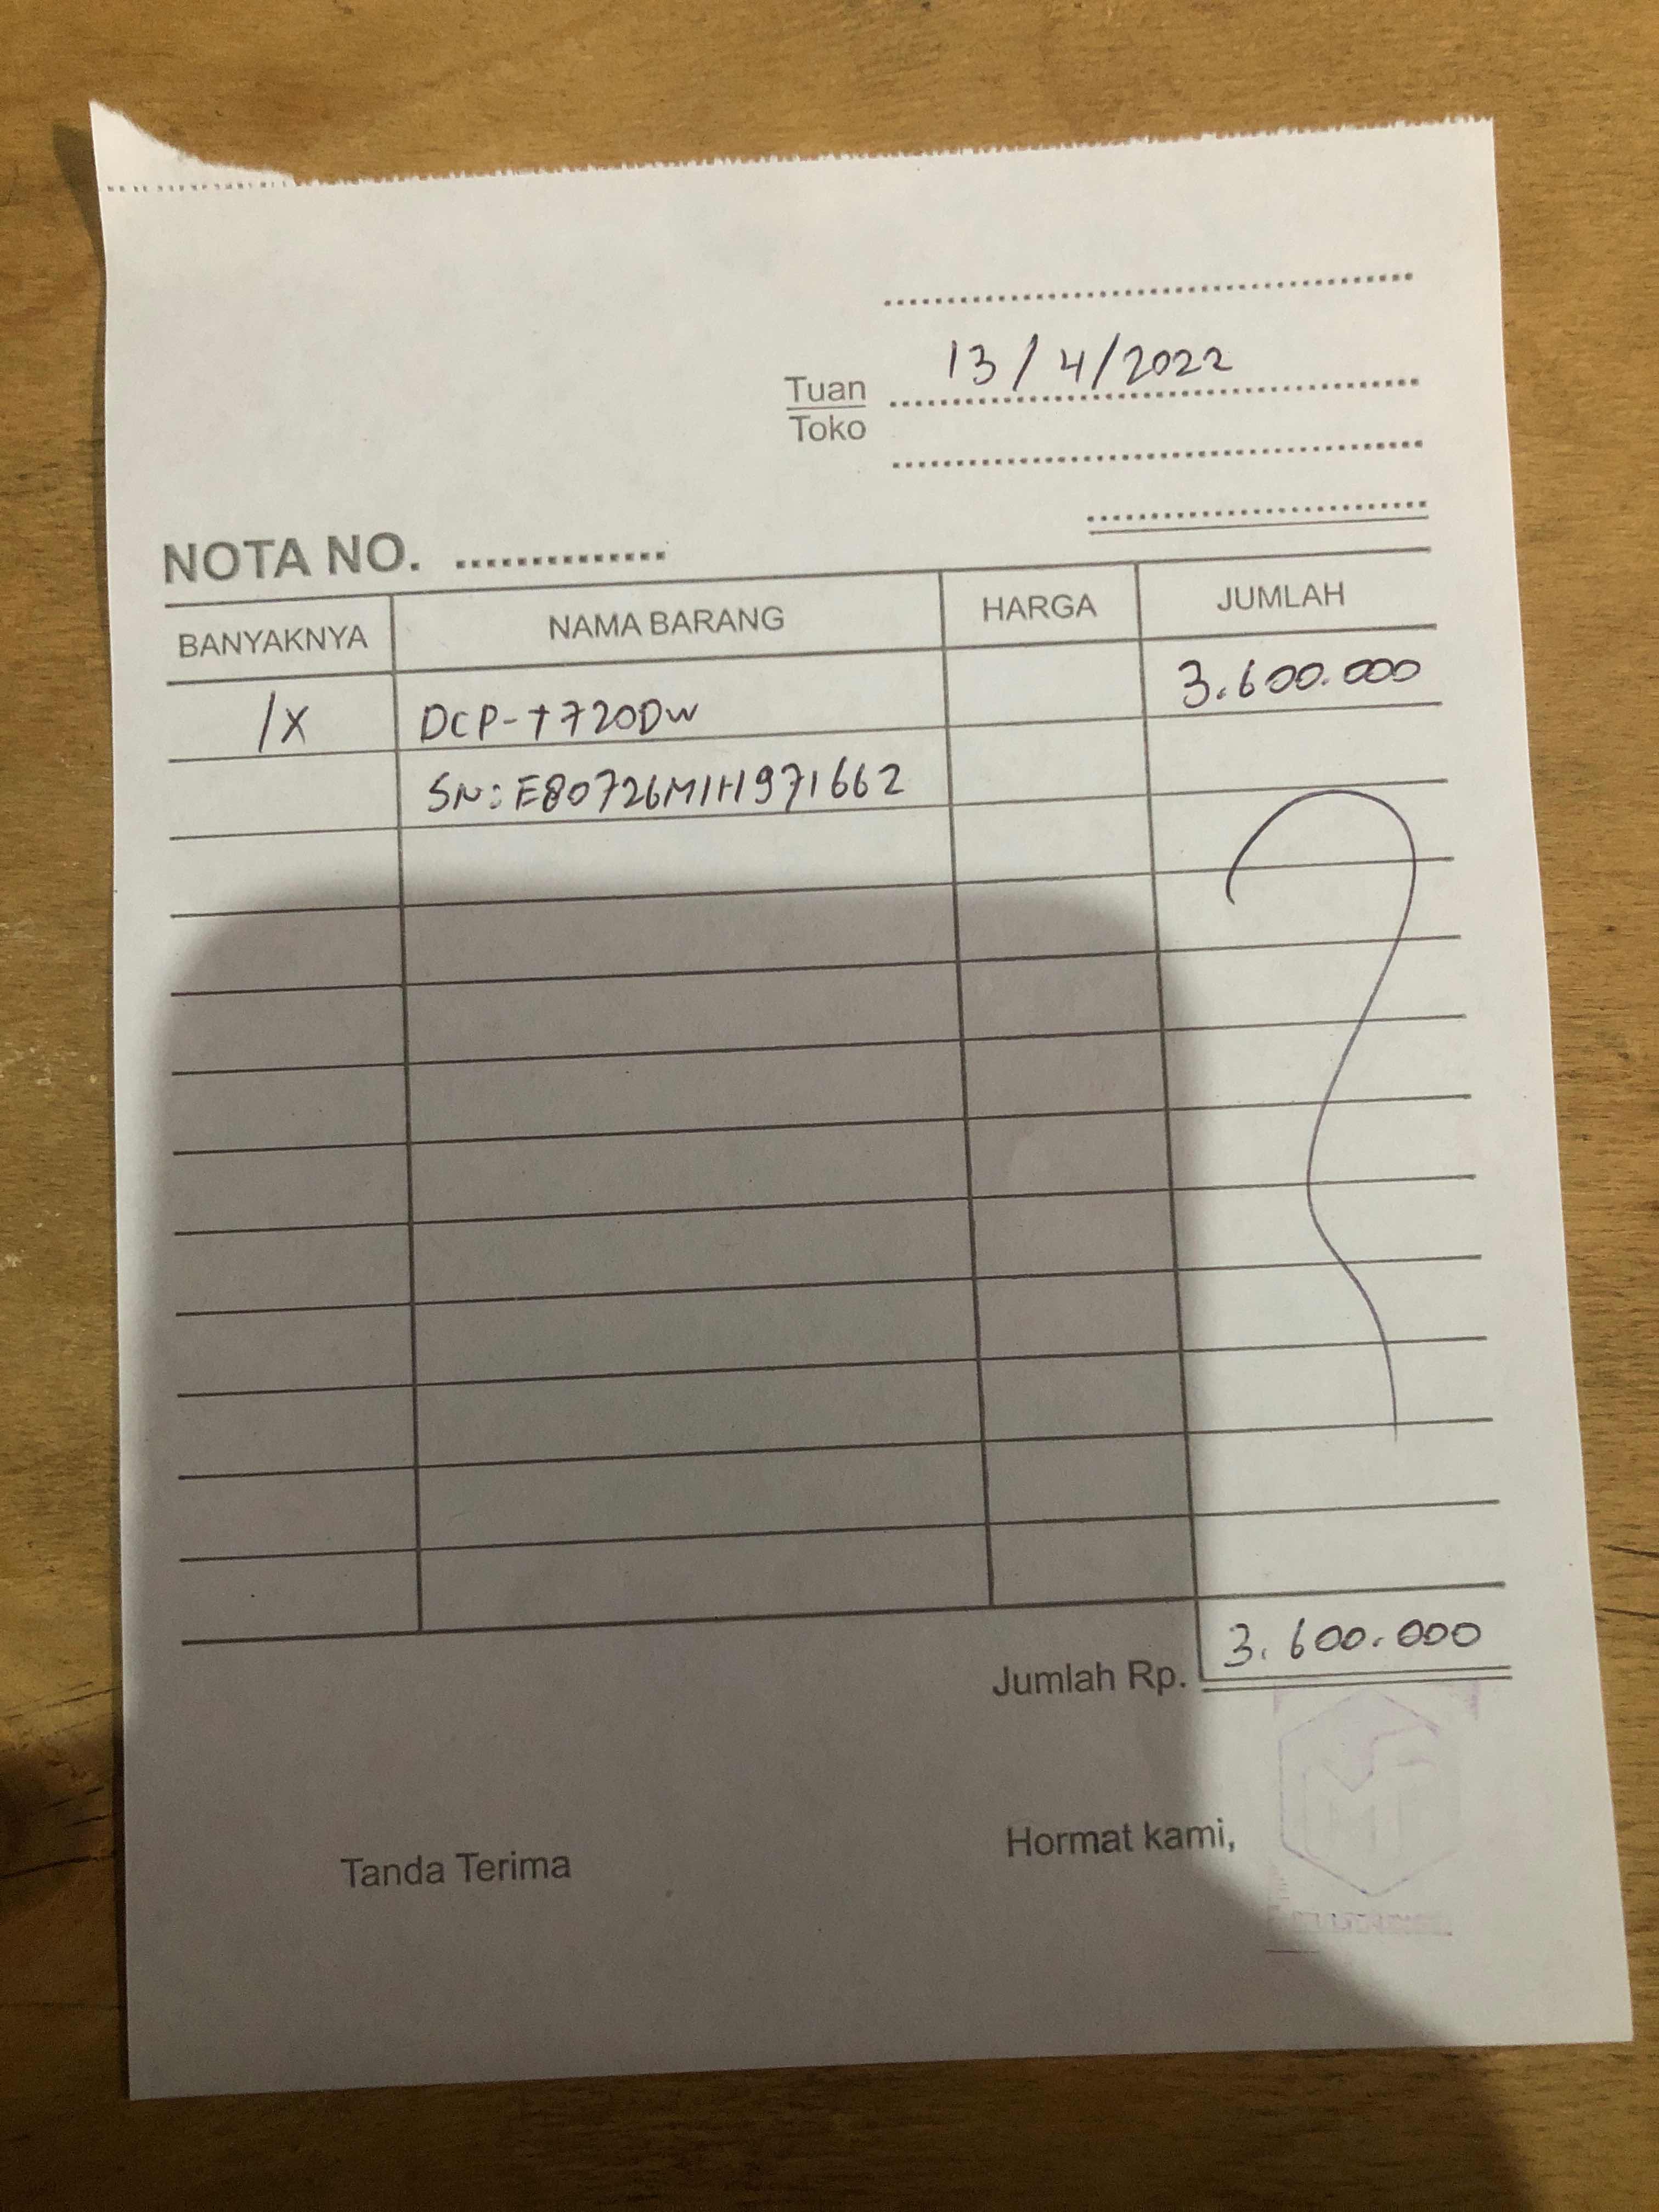 13/4/2022
Tuan
Toko
NOTA NO. ..............
BANYAKNYA NAMA BARANG HARGA JUMLAH
1X DCP-T720DW 3.600.000
SN: E80726M1H971662
Jumlah Rp. 3.600.000
Tanda Terima Hormat kami,